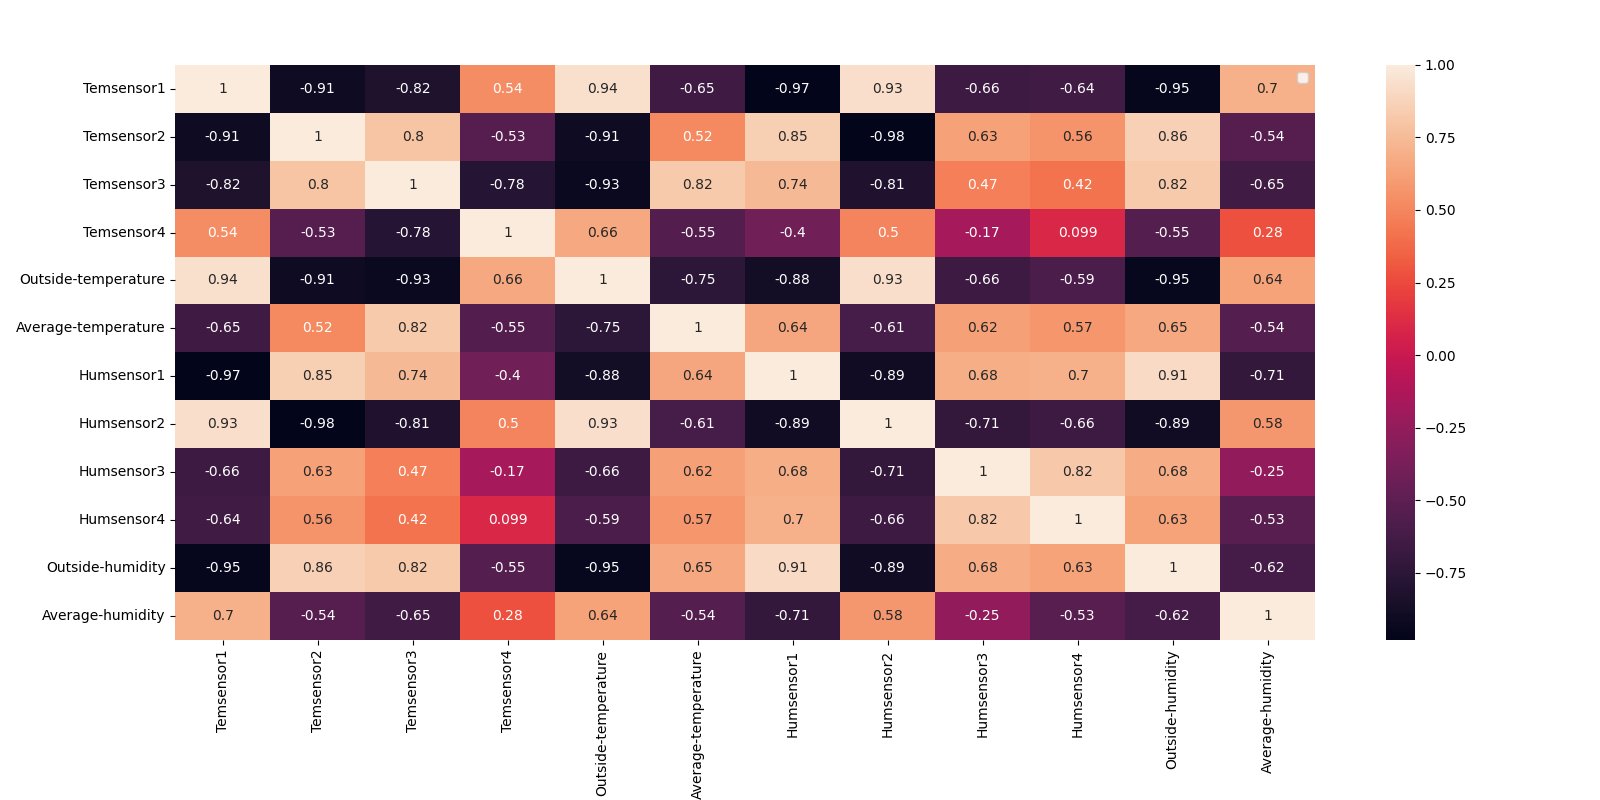 Temsensor1 1 -0.91 -0.82 0.54 0.94 -0.65 -0.97 0.93 -0.66 -0.64 -0.95 0.7
Temsensor2 -0.91 1 0.8 -0.53 -0.91 0.52 0.85 -0.98 0.63 0.56 0.86 -0.54
Temsensor3 -0.82 0.8 1 -0.78 -0.93 0.82 0.74 -0.81 0.47 0.42 0.82 -0.65
Temsensor4 0.54 -0.53 -0.78 1 0.66 -0.55 -0.4 0.5 -0.17 0.099 -0.55 0.28
Outside-temperature 0.94 -0.91 -0.93 0.66 1 -0.75 -0.88 0.93 -0.66 -0.59 -0.95 0.64
Average-temperature -0.65 0.52 0.82 -0.55 -0.75 1 0.64 -0.61 0.62 0.57 0.65 -0.54
Humsensor1 -0.97 0.85 0.74 -0.4 -0.88 0.64 1 -0.89 0.68 0.7 0.91 -0.71
Humsensor2 0.93 -0.98 -0.81 0.5 0.93 -0.61 -0.89 1 -0.71 -0.66 -0.89 0.58
Humsensor3 -0.66 0.63 0.47 -0.17 -0.66 0.62 0.68 -0.71 1 0.82 0.68 -0.25
Humsensor4 -0.64 0.56 0.42 0.099 -0.59 0.57 0.7 -0.66 0.82 1 0.63 -0.53
Outside-humidity -0.95 0.86 0.82 -0.55 -0.95 0.65 0.91 -0.89 0.68 0.63 1 -0.62
Average-humidity 0.7 -0.54 -0.65 0.28 0.64 -0.54 -0.71 0.58 -0.25 -0.53 -0.62 1
Temsensor1
Temsensor2
Temsensor3
Temsensor4
Outside-temperature
Average-temperature
Humsensor1
Humsensor2
Humsensor3
Humsensor4
Outside-humidity
Average-humidity
1.00
0.75
0.50
0.25
0.00
−0.25
−0.50
−0.75